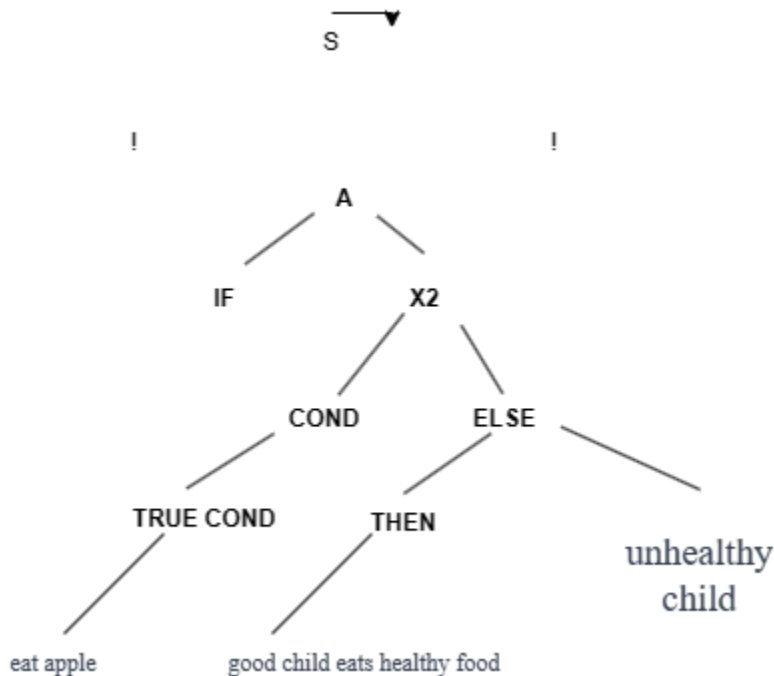 S
! !
A
IF X2
COND ELSE
TRUE COND THEN
unhealthy
child
eat apple good child eats healthy food